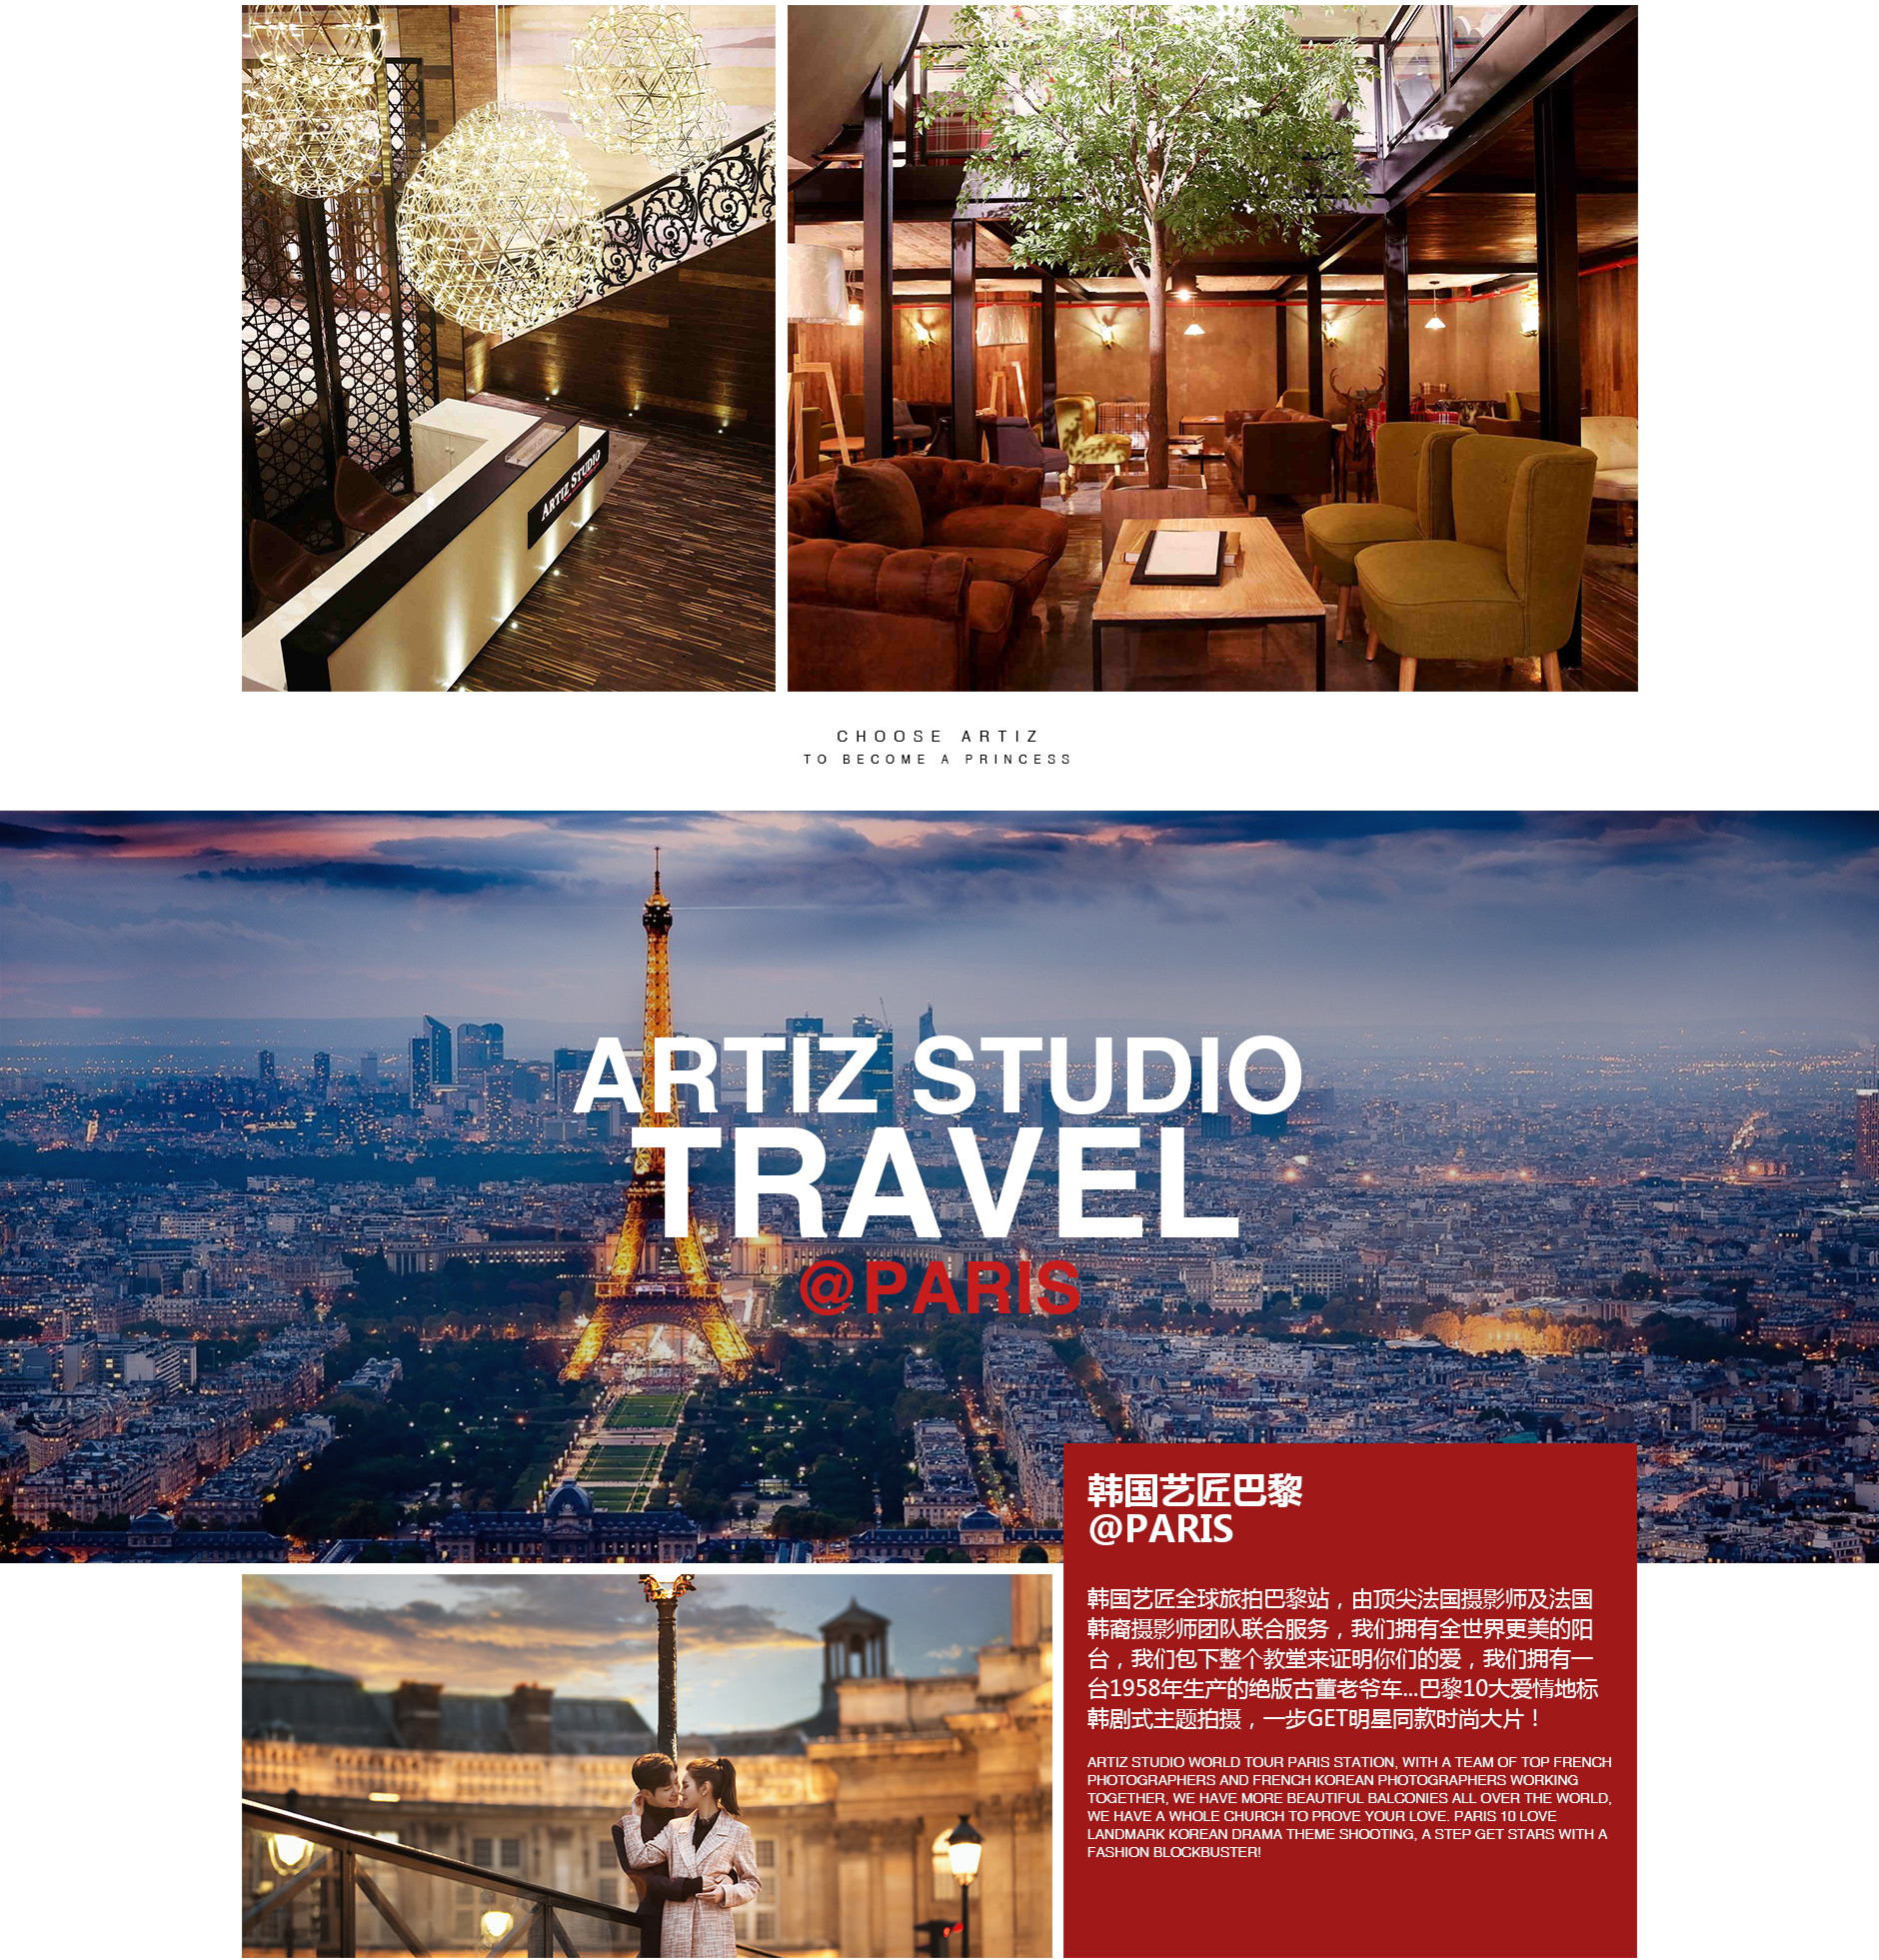 ARTIZ STUDIO
CHOOSE ARTIZ
TO BECOME A PRINCESS
ARTIZ STUDIO
TRAVEL
@PARIS
韩国艺匠巴黎
@PARIS
韩国艺匠全球旅拍巴黎站，由顶尖法国摄影师及法国
韩裔摄影师团队联合服务，我们拥有全世界更美的阳
台，我们包下整个教堂来证明你们的爱，我们拥有一
台1958年生产的绝版古董老爷车...巴黎10大爱情地标
韩剧式主题拍摄，一步GET明星同款时尚大片！
ARTIZ STUDIO WORLD TOUR PARIS STATION, WITH A TEAM OF TOP FRENCH
PHOTOGRAPHERS AND FRENCH KOREAN PHOTOGRAPHERS WORKING
TOGETHER, WE HAVE MORE BEAUTIFUL BALCONIES ALL OVER THE WORLD,
WE HAVE A WHOLE CHURCH TO PROVE YOUR LOVE. PARIS 10 LOVE
LANDMARK KOREAN DRAMA THEME SHOOTING, A STEP GET STARS WITH A
FASHION BLOCKBUSTER!